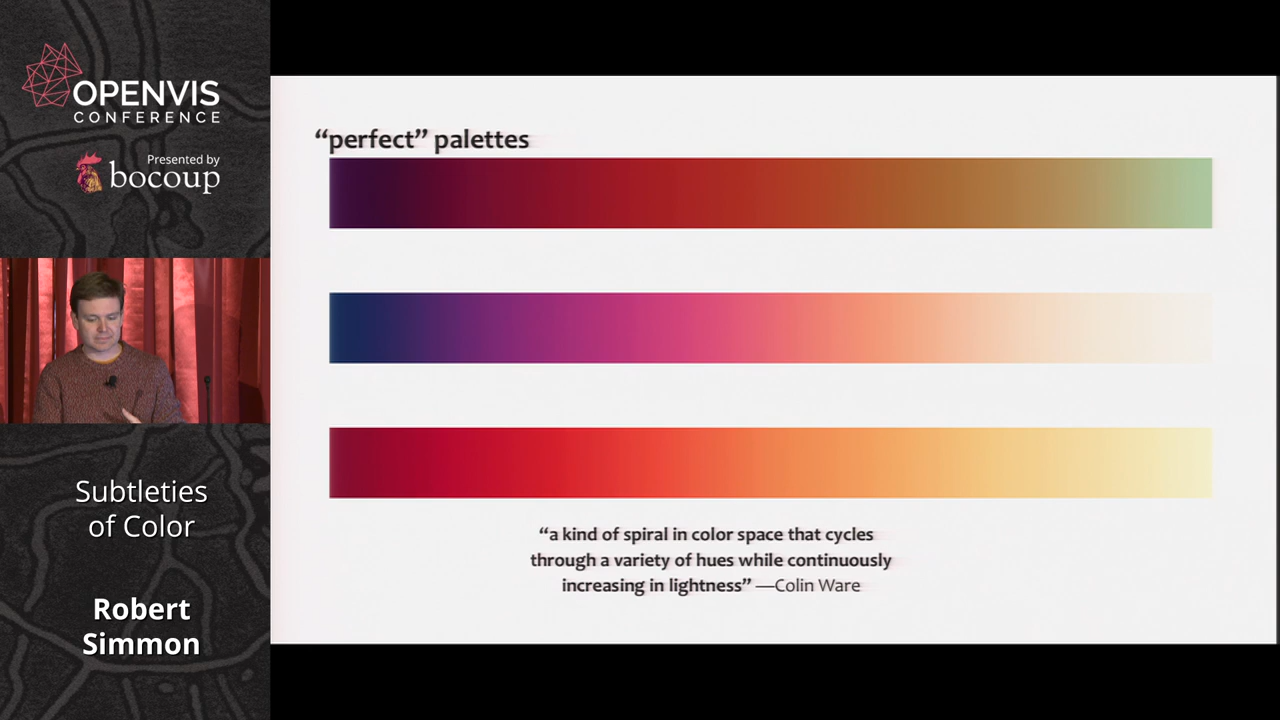 OPENVIS
CONFERENCE
Presented by
bocoup
Subtleties
of Color
Robert
Simmon
“perfect” palettes
“a kind of spiral in color space that cycles
through a variety of hues while continuously
increasing in lightness” —Colin Ware